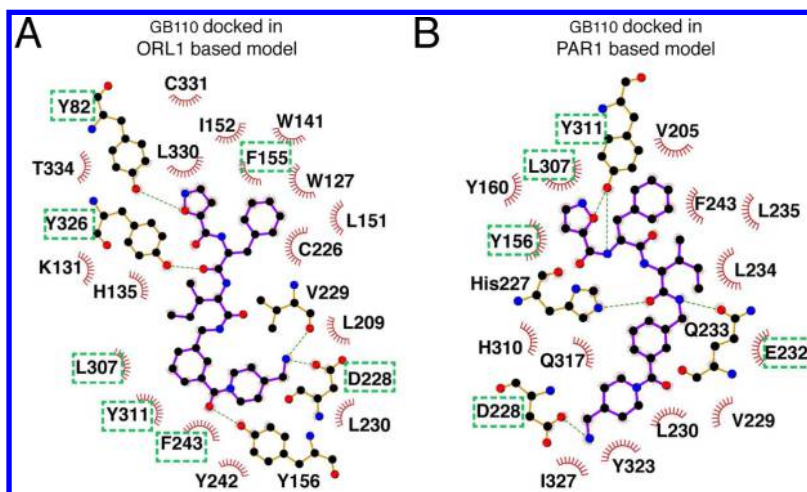 A
GB110 docked in
ORL1 based model
C331
Y82
I152
W141
L330
F155
T334
W127
Y326
L151
C226
K131
H135
V229
L209
L307
D228
Y311
L230
F243
Y242
Y156
B
GB110 docked in
PAR1 based model
Y311
V205
L307
Y160
F243
L235
Y156
His227
L234
Q233
H310
Q317
E232
D228
V229
L230
Y323
I327